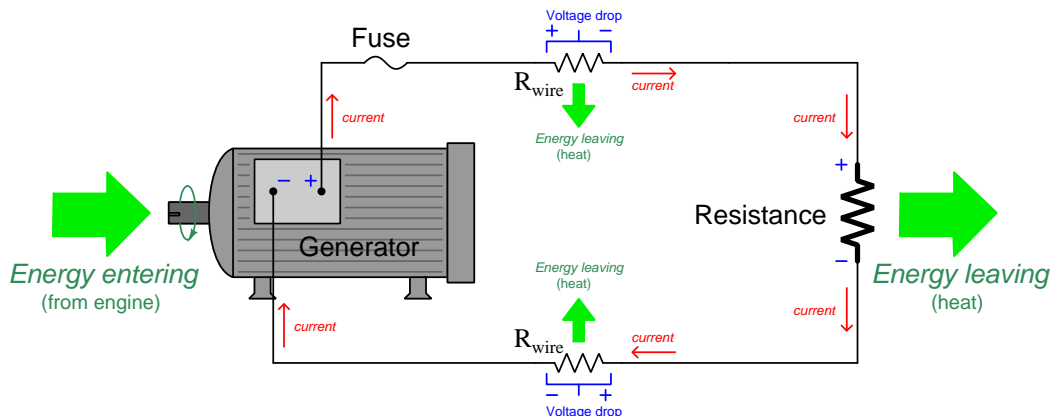 Voltage drop
+ −
Fuse
R wire
current
Energy leaving
(heat)
current
current
− +
Generator
+
Resistance
−
Energy entering
(from engine)
Energy leaving
(heat)
Energy leaving
(heat)
current
current
R wire
current
− +
Voltage drop